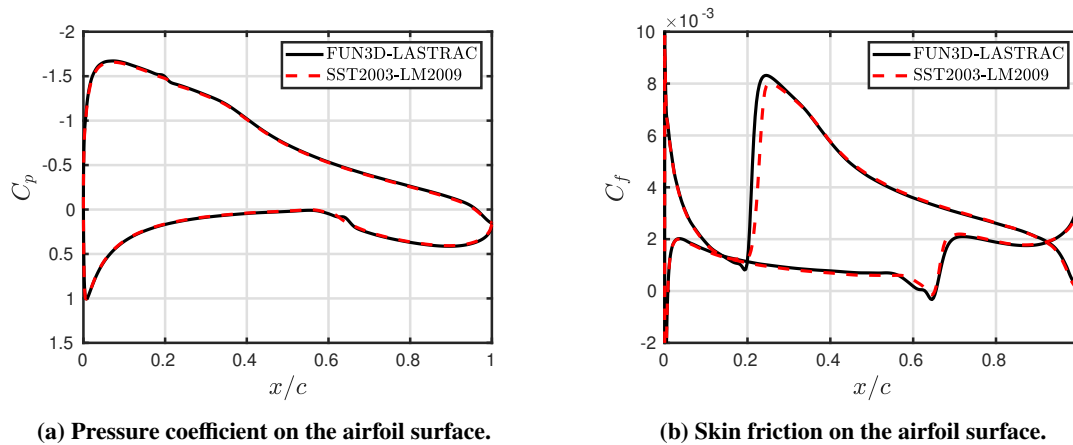 -2
-1.5
-1
-0.5
0
0.5
1
1.5
C_p
FUN3D-LASTRAC
SST2003-LM2009
0 0.2 0.4 0.6 0.8 1
x/c
(a) Pressure coefficient on the airfoil surface.
× 10⁻³
10
8
6
4
2
0
-2
C_f
FUN3D-LASTRAC
SST2003-LM2009
0 0.2 0.4 0.6 0.8 1
x/c
(b) Skin friction on the airfoil surface.